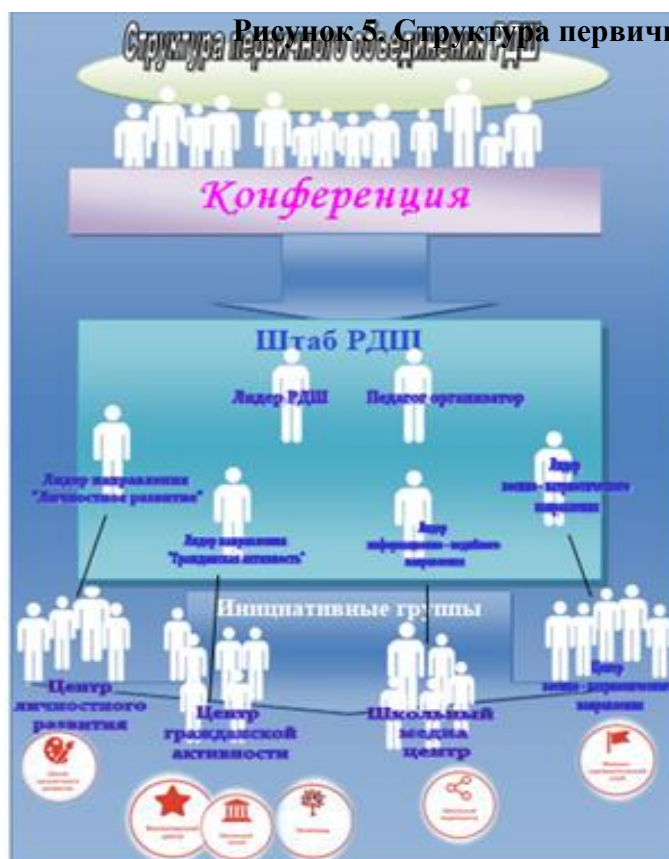 Рисунок 5. Структура первичн
Структура первичного объединения РДШ
Конференция
Штаб РДШ
Лидер РДШ
Педагог организатор
Лидер направления
"Личностное развитие"
Лидер
военно - патриотического
направления
Лидер направления
"Гражданская активность"
Лидер
информационно - медийного
направления
Инициативные группы
Центр
личностного
развития
Центр
гражданской
активности
Школьный
медиа
центр
Центр
военно - патриотического
направления